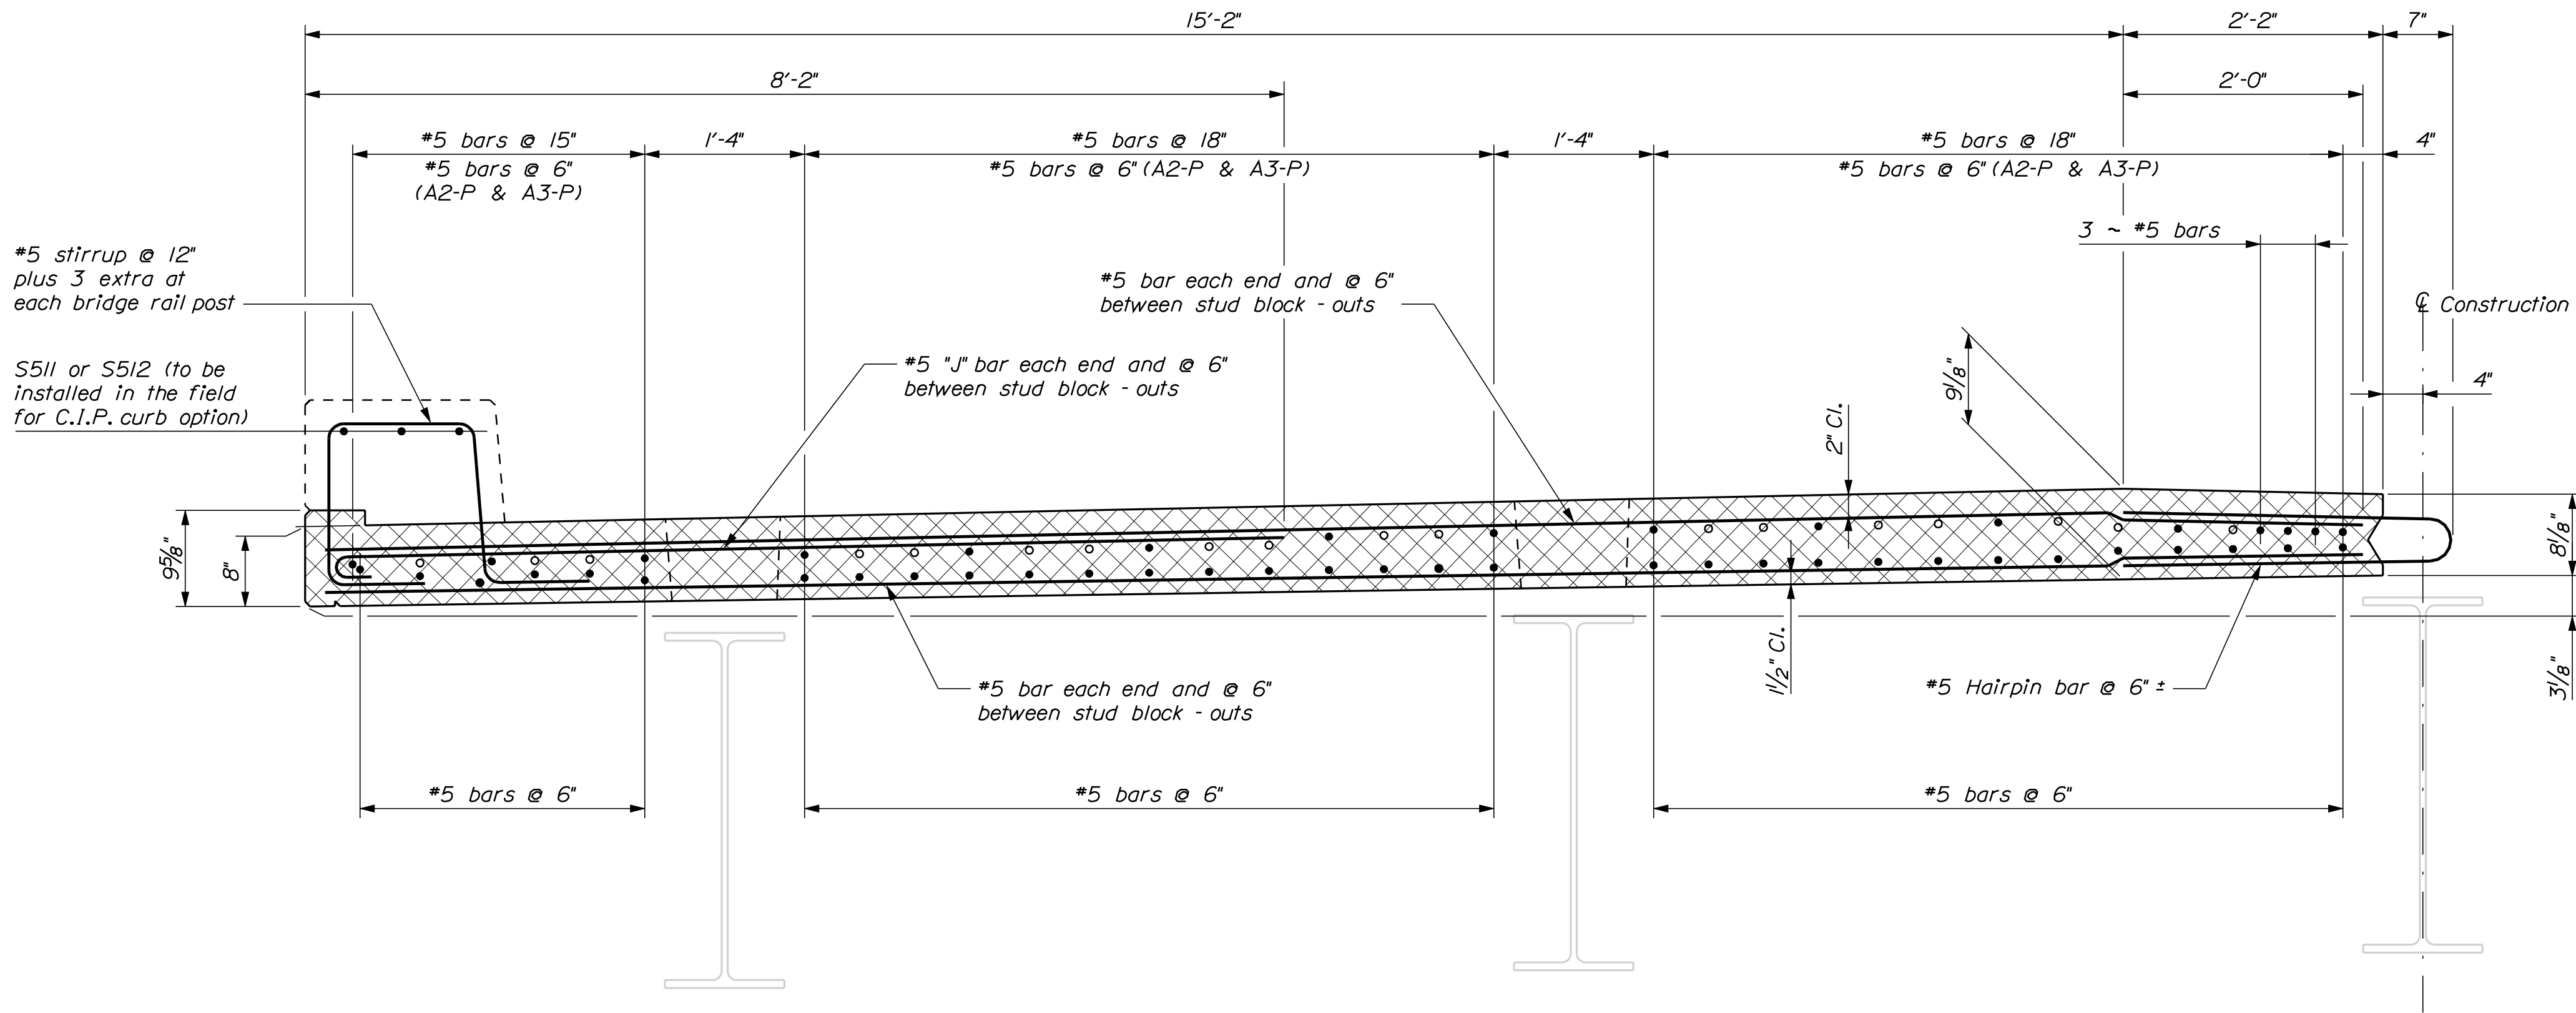 15'-2"
2'-2"
7"
8'-2"
2'-0"
#5 bars @ 15"
1'-4"
#5 bars @ 18"
1'-4"
#5 bars @ 18"
4"
#5 bars @ 6"
(A2-P & A3-P)
#5 bars @ 6" (A2-P & A3-P)
#5 bars @ 6" (A2-P & A3-P)
3 ~ #5 bars
#5 stirrup @ 12"
plus 3 extra at
each bridge rail post
#5 bar each end and @ 6"
between stud block - outs
℄ Construction
S511 or S512 (to be
installed in the field
for C.I.P. curb option)
#5 "J" bar each end and @ 6"
between stud block - outs
9 1/8"
4"
2" Cl.
9 5/8"
8"
8 1/8"
1 1/2" Cl.
3 1/8"
#5 bar each end and @ 6"
between stud block - outs
#5 Hairpin bar @ 6" ±
#5 bars @ 6"
#5 bars @ 6"
#5 bars @ 6"